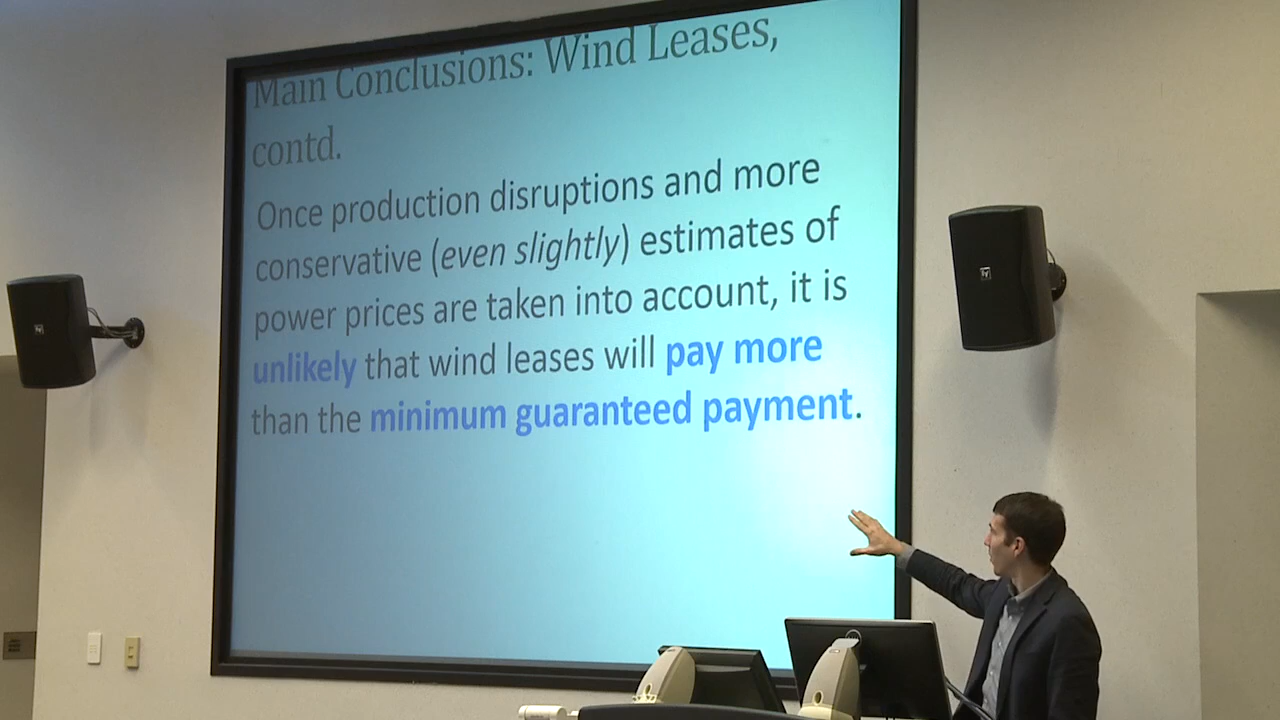 Main Conclusions: Wind Leases,
contd.
Once production disruptions and more
conservative (even slightly) estimates of
power prices are taken into account, it is
unlikely that wind leases will pay more
than the minimum guaranteed payment.